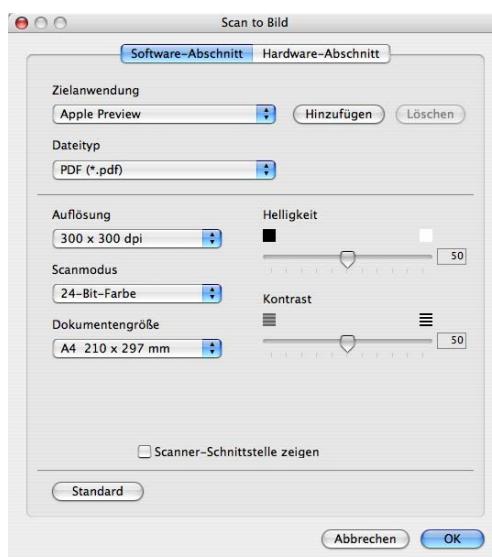 Scan to Bild
Software-Abschnitt Hardware-Abschnitt
Zielanwendung
Apple Preview Hinzufügen Löschen
Dateityp
PDF (*.pdf)
Auflösung Helligkeit
300 x 300 dpi
50
Scanmodus
24-Bit-Farbe Kontrast
Dokumentengröße
A4 210 x 297 mm 50
Scanner-Schnittstelle zeigen
Standard
Abbrechen OK